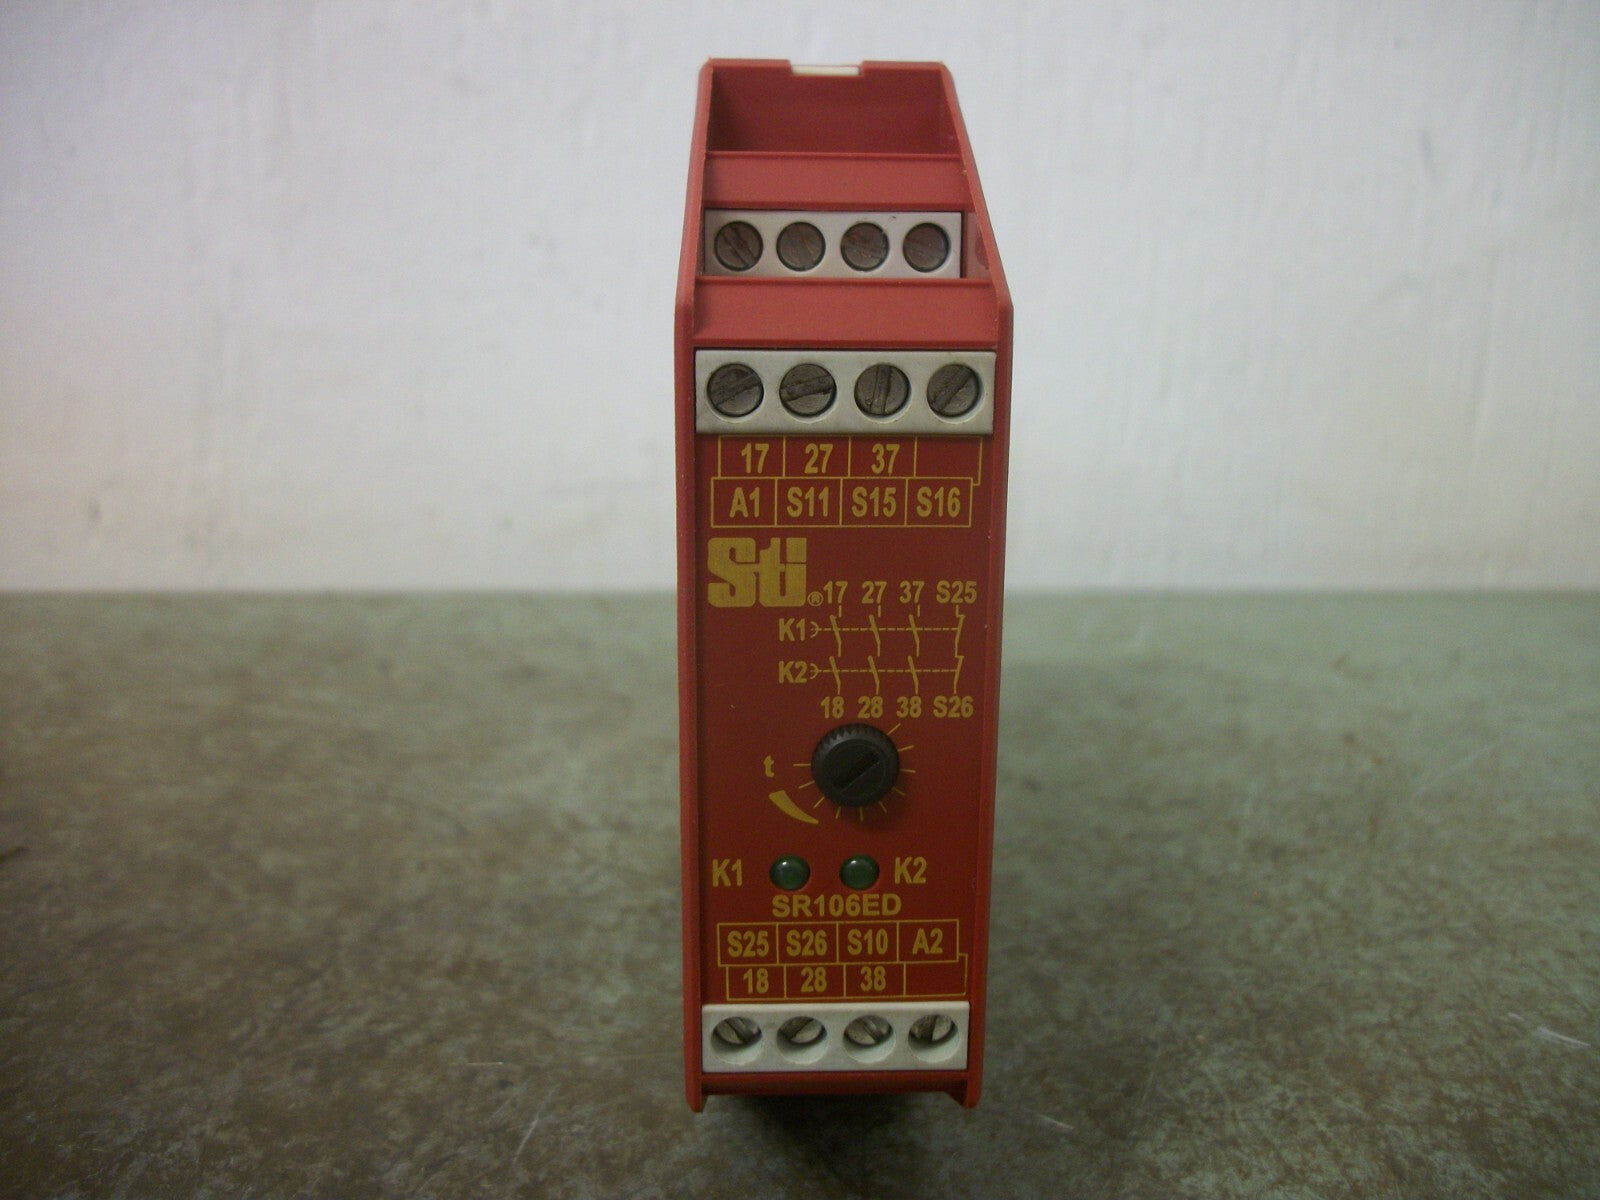 17 27 37
A1 S11 S15 S16
Sti ®
17 27 37 S25
K1
K2
18 28 38 S26
t
K1 K2
SR106ED
S25 S26 S10 A2
18 28 38